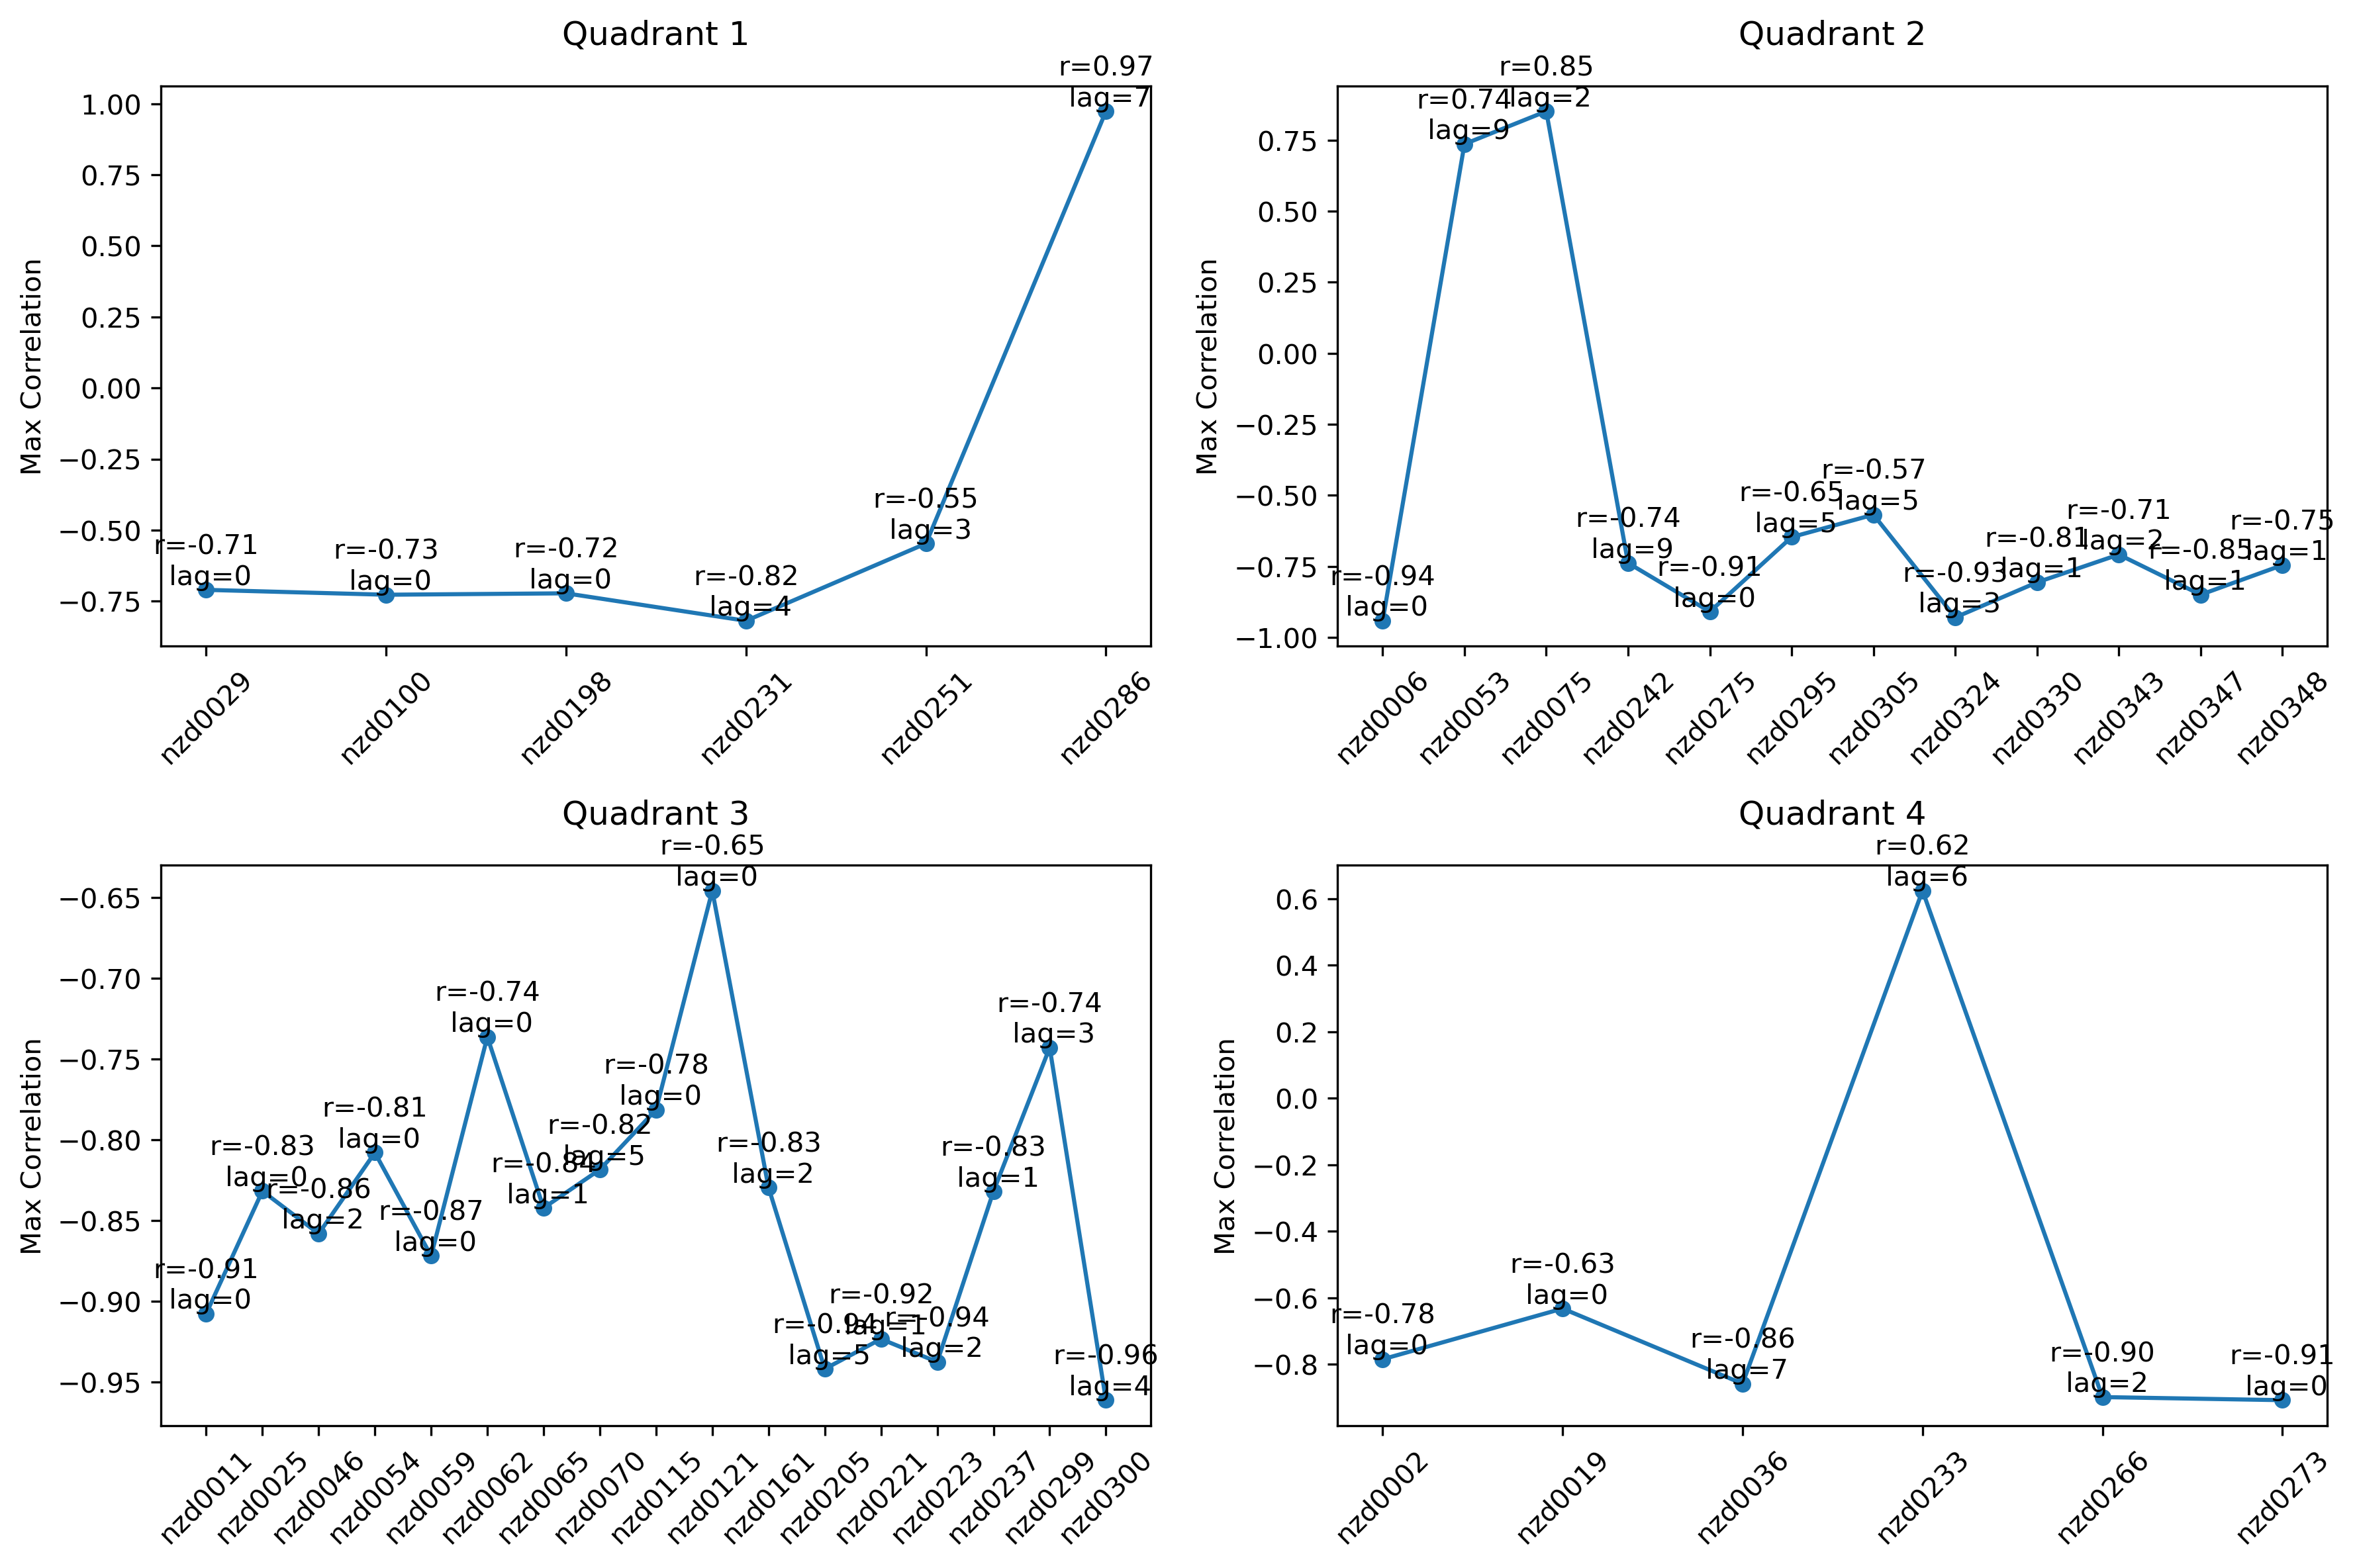 Quadrant 1
r=0.97
lag=7
1.00
0.75
0.50
0.25
0.00
−0.25
−0.50
−0.75
Max Correlation
r=-0.71
lag=0
r=-0.73
lag=0
r=-0.72
lag=0
r=-0.82
lag=4
r=-0.55
lag=3
nzd0029
nzd0100
nzd0198
nzd0231
nzd0251
nzd0286
Quadrant 2
r=0.85
lag=2
r=0.74
lag=9
0.75
0.50
0.25
0.00
−0.25
−0.50
−0.75
−1.00
Max Correlation
r=-0.94
lag=0
r=-0.74
lag=9
r=-0.91
lag=0
r=-0.65
lag=5
r=-0.57
lag=5
r=-0.93
lag=3
r=-0.81
lag=1
r=-0.71
lag=2
r=-0.85
lag=1
r=-0.75
lag=1
nzd0006
nzd0053
nzd0075
nzd0242
nzd0275
nzd0295
nzd0305
nzd0324
nzd0330
nzd0343
nzd0347
nzd0348
Quadrant 3
r=-0.65
lag=0
−0.65
−0.70
−0.75
−0.80
−0.85
−0.90
−0.95
Max Correlation
r=-0.91
lag=0
r=-0.83
lag=0
r=-0.86
lag=2
r=-0.81
lag=0
r=-0.87
lag=0
r=-0.74
lag=0
r=-0.84
lag=1
r=-0.82
lag=5
r=-0.78
lag=0
r=-0.83
lag=2
r=-0.94
lag=5
r=-0.92
lag=1
r=-0.94
lag=2
r=-0.83
lag=1
r=-0.74
lag=3
r=-0.96
lag=4
nzd0011
nzd0025
nzd0046
nzd0054
nzd0059
nzd0062
nzd0065
nzd0070
nzd0115
nzd0121
nzd0161
nzd0205
nzd0221
nzd0223
nzd0237
nzd0299
nzd0300
Quadrant 4
r=0.62
lag=6
0.6
0.4
0.2
0.0
−0.2
−0.4
−0.6
−0.8
Max Correlation
r=-0.78
lag=0
r=-0.63
lag=0
r=-0.86
lag=7
r=-0.90
lag=2
r=-0.91
lag=0
nzd0002
nzd0019
nzd0036
nzd0233
nzd0266
nzd0273